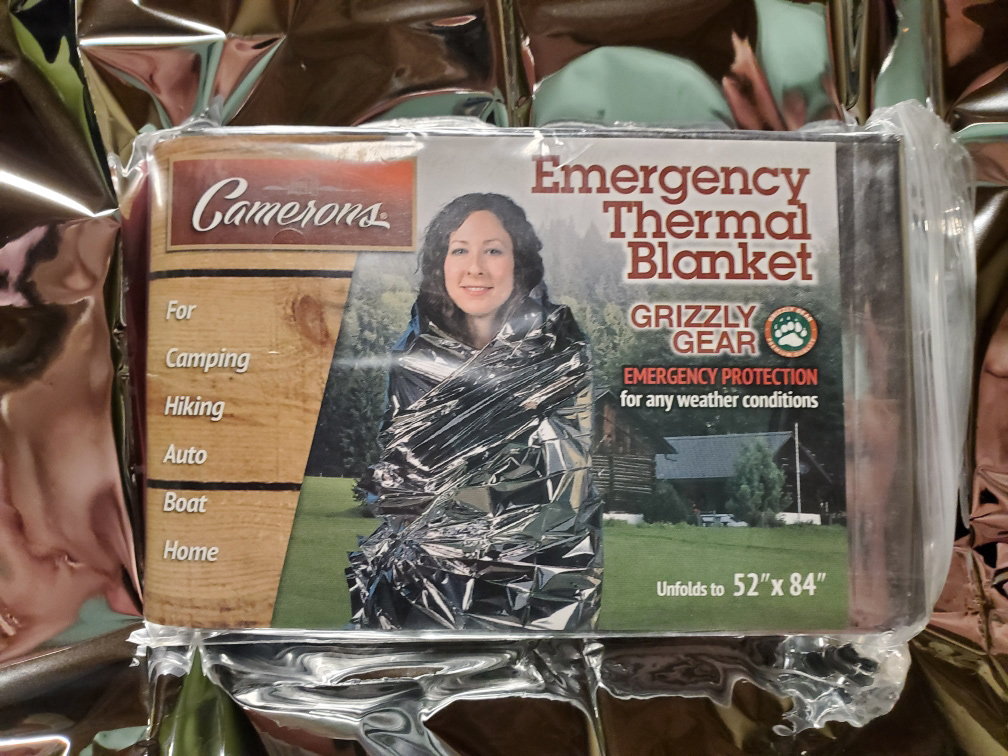 Camerons®
For
Camping
Hiking
Auto
Boat
Home
Emergency
Thermal
Blanket
GRIZZLY
GEAR
EMERGENCY PROTECTION
for any weather conditions
Unfolds to 52″x 84″